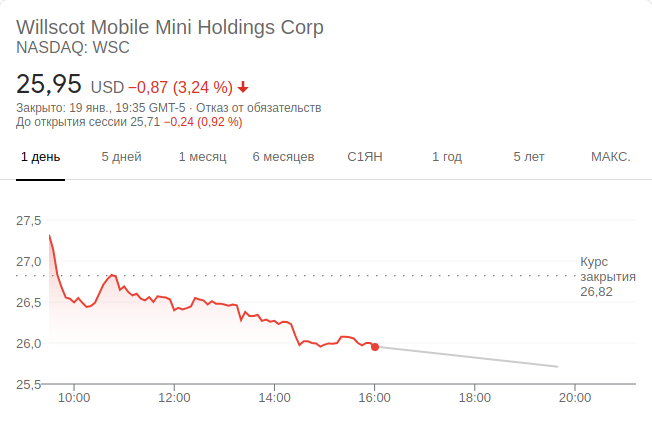 Willscot Mobile Mini Holdings Corp
NASDAQ: WSC
25,95 USD −0,87 (3,24 %)
Закрыто: 19 янв., 19:35 GMT-5 · Отказ от обязательств
До открытия сессии 25,71 −0,24 (0,92 %)
1 день 5 дней 1 месяц 6 месяцев С1ЯН 1 год 5 лет МАКС.
27,5
27,0
26,5
26,0
25,5
Курс
закрытия
26,82
10:00 12:00 14:00 16:00 18:00 20:00